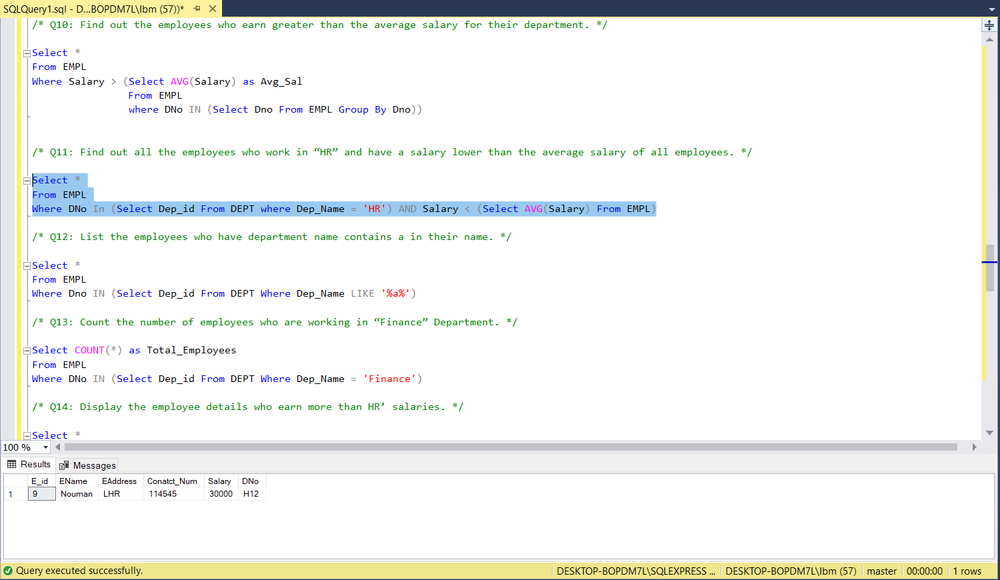 SQLQuery1.sql - D...BOPDM7L\Ibm (57))*
/* Q10: Find out the employees who earn greater than the average salary for their department. */
Select *
From EMPL
Where Salary > (Select AVG(Salary) as Avg_Sal
From EMPL
where DNo IN (Select Dno From EMPL Group By Dno))
/* Q11: Find out all the employees who work in “HR” and have a salary lower than the average salary of all employees. */
Select *
From EMPL
Where DNo In (Select Dep_id From DEPT where Dep_Name = 'HR') AND Salary < (Select AVG(Salary) From EMPL)
/* Q12: List the employees who have department name contains a in their name. */
Select *
From EMPL
Where Dno IN (Select Dep_id From DEPT Where Dep_Name LIKE '%a%')
/* Q13: Count the number of employees who are working in “Finance” Department. */
Select COUNT(*) as Total_Employees
From EMPL
Where DNo IN (Select Dep_id From DEPT Where Dep_Name = 'Finance')
/* Q14: Display the employee details who earn more than HR’ salaries. */
Select *
100 %
Results Messages
E_id EName EAddress Conatct_Num Salary DNo
1 9 Nouman LHR 114545 30000 H12
Query executed successfully. DESKTOP-BOPDM7L\SQLEXPRESS ... DESKTOP-BOPDM7L\Ibm (57) master 00:00:00 1 rows